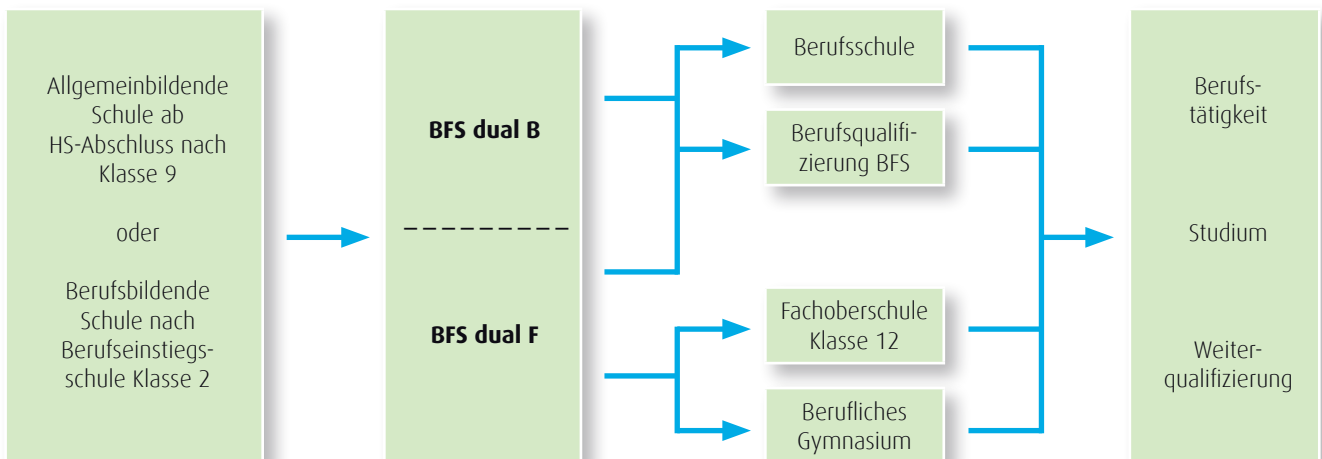 Allgemeinbildende
Schule ab
HS-Abschluss nach
Klasse 9
oder
Berufsbildende
Schule nach
Berufseinstiegs-
schule Klasse 2
BFS dual B
BFS dual F
Berufsschule
Berufsqualifi-
zierung BFS
Fachoberschule
Klasse 12
Berufliches
Gymnasium
Berufs-
tätigkeit
Studium
Weiter-
qualifizierung